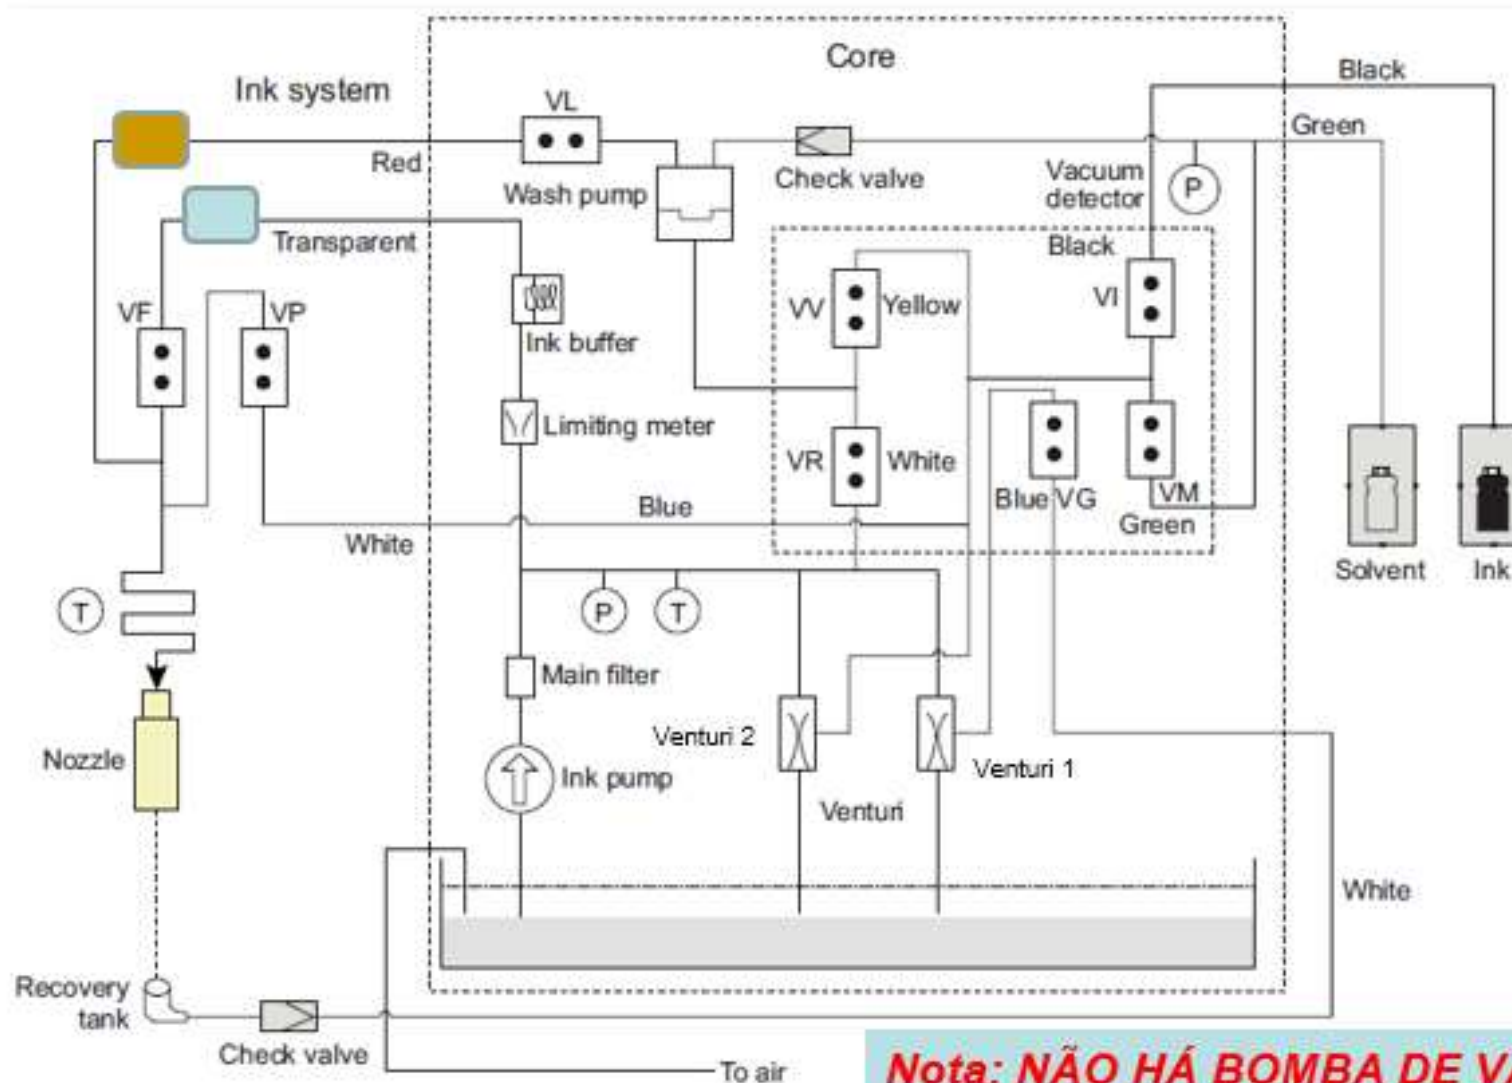 Core
Black
Ink system
VL
Green
Red
Check valve
Vacuum
detector
P
Wash pump
Transparent
Black
VF
VP
VV
Yellow
VI
Ink buffer
Limiting meter
VR
White
Blue VG
VM
Green
Blue
White
Solvent
Ink
T
P
T
Main filter
Nozzle
Venturi 2
Venturi 1
Ink pump
Venturi
White
Recovery
tank
Check valve
To air
Nota: NÃO HÁ BOMBA DE